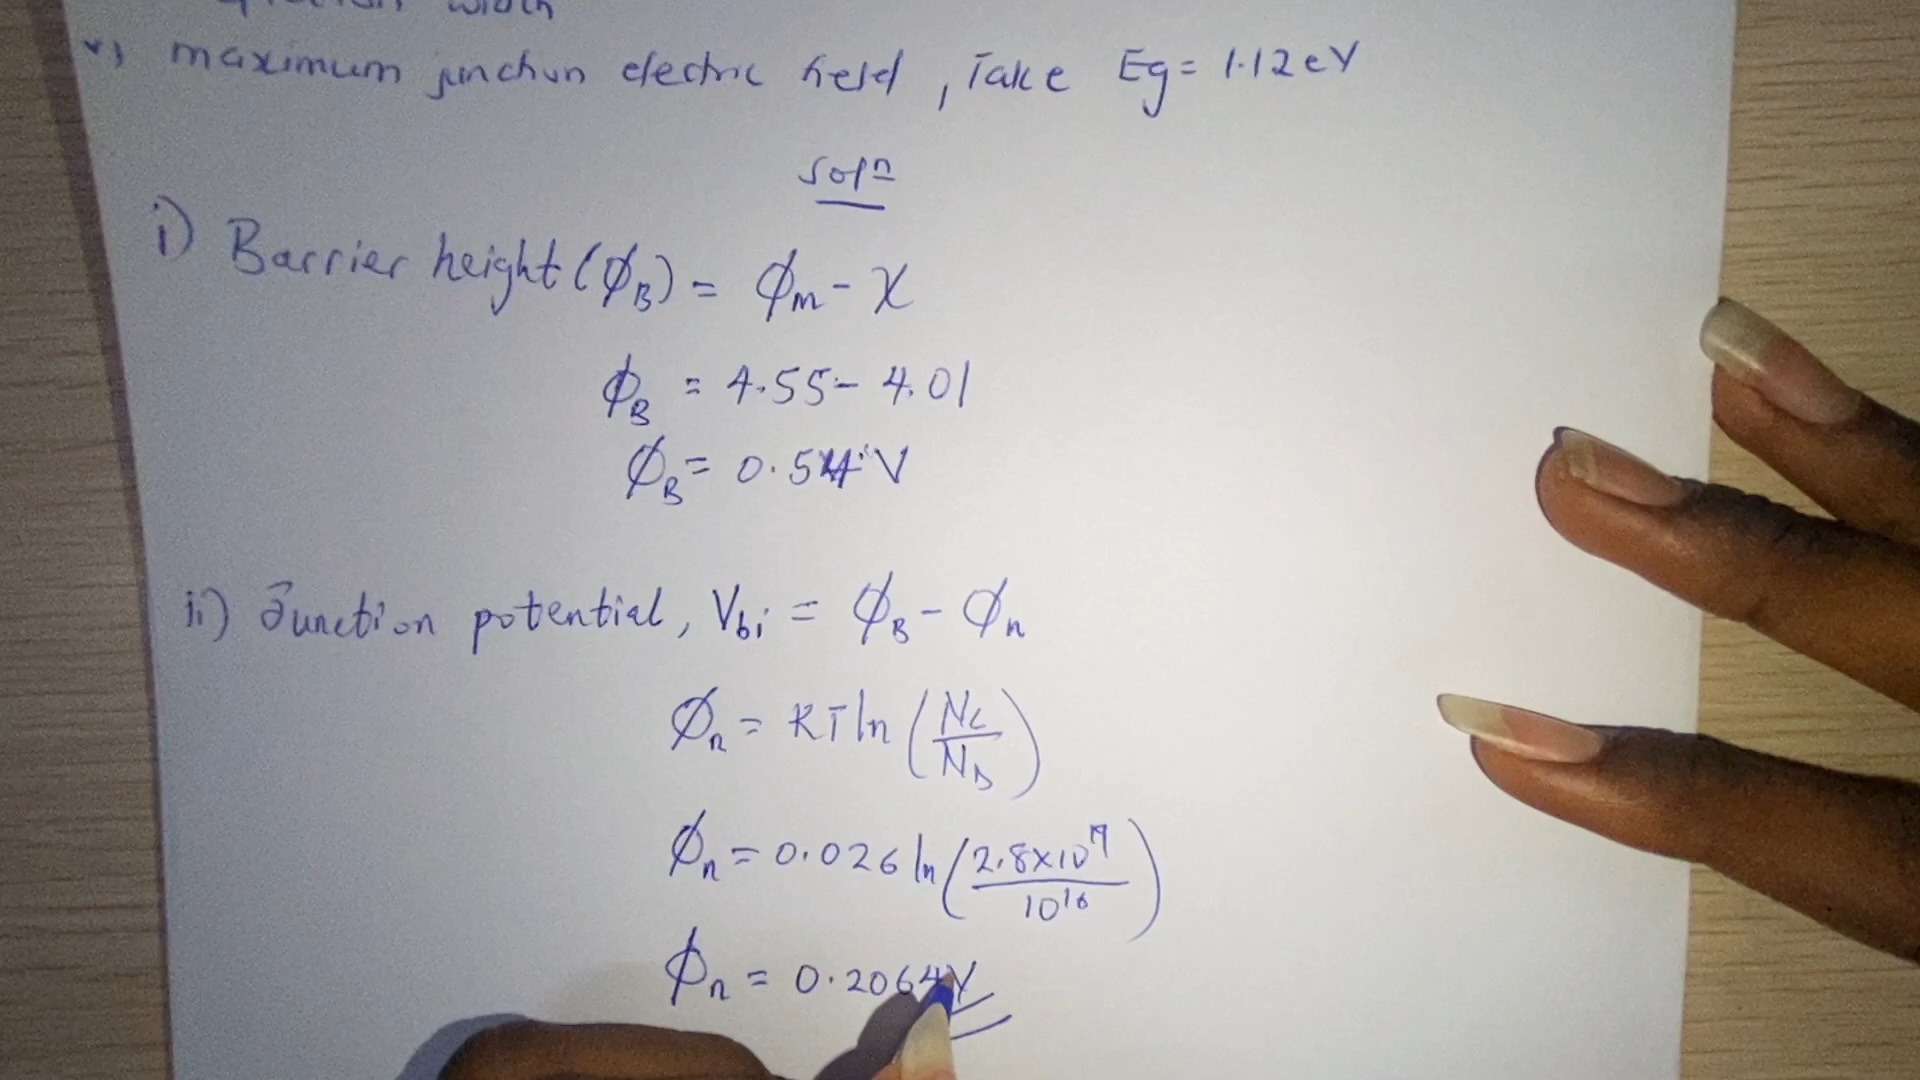 width
v) maximum junction electric field, Take Eg = 1.12eV
Sol⁠n
i) Barrier height (ϕB) = ϕm - χ
ϕB = 4.55 - 4.01
ϕB = 0.54 V
ii) Junction potential, Vbi = ϕB - ϕn
ϕn = KT ln (Nc/ND)
ϕn = 0.026 ln (2.8×10^19/10^16)
ϕn = 0.2064V